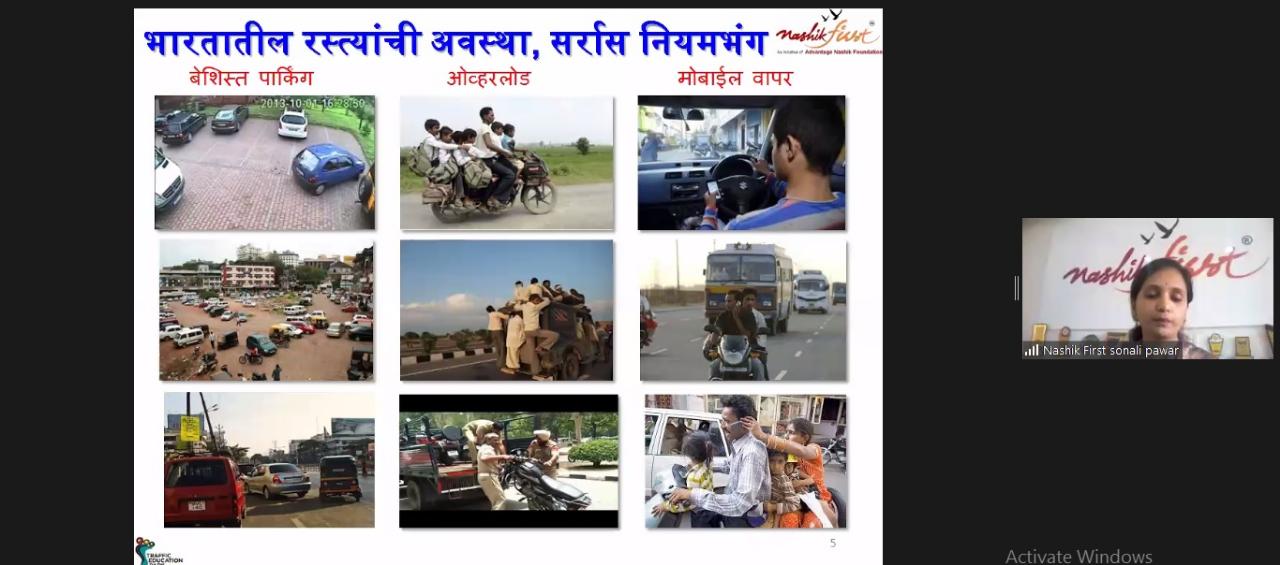 भारतातील रस्त्यांची अवस्था, सर्रास नियमभंग
nashik first
An initiative of Advantage Nashik Foundation
बेशिस्त पार्किंग
ओव्हरलोड
मोबाईल वापर
2013-10-01 16:28:50
nashik first ®
Nashik First sonali pawar
5
TRAFFIC
EDUCATION
Activate Windows